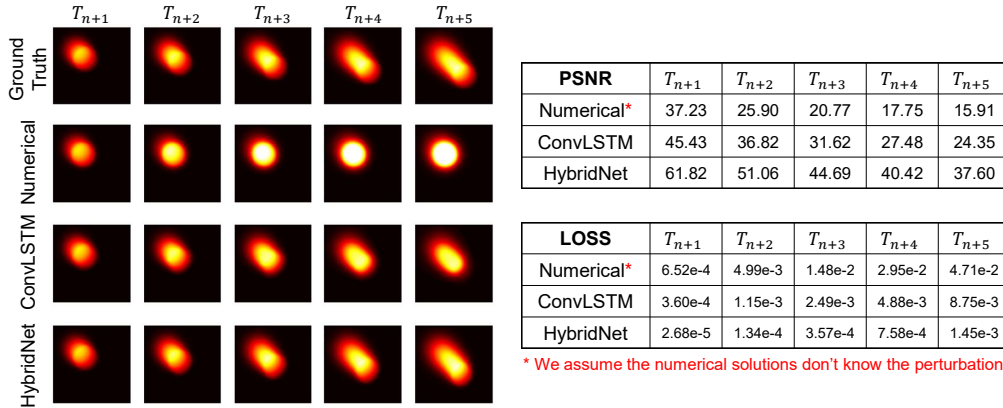 T_{n+1} T_{n+2} T_{n+3} T_{n+4} T_{n+5}
Ground
Truth
Numerical
ConvLSTM
HybridNet
PSNR T_{n+1} T_{n+2} T_{n+3} T_{n+4} T_{n+5}
Numerical* 37.23 25.90 20.77 17.75 15.91
ConvLSTM 45.43 36.82 31.62 27.48 24.35
HybridNet 61.82 51.06 44.69 40.42 37.60
LOSS T_{n+1} T_{n+2} T_{n+3} T_{n+4} T_{n+5}
Numerical* 6.52e-4 4.99e-3 1.48e-2 2.95e-2 4.71e-2
ConvLSTM 3.60e-4 1.15e-3 2.49e-3 4.88e-3 8.75e-3
HybridNet 2.68e-5 1.34e-4 3.57e-4 7.58e-4 1.45e-3
* We assume the numerical solutions don't know the perturbation